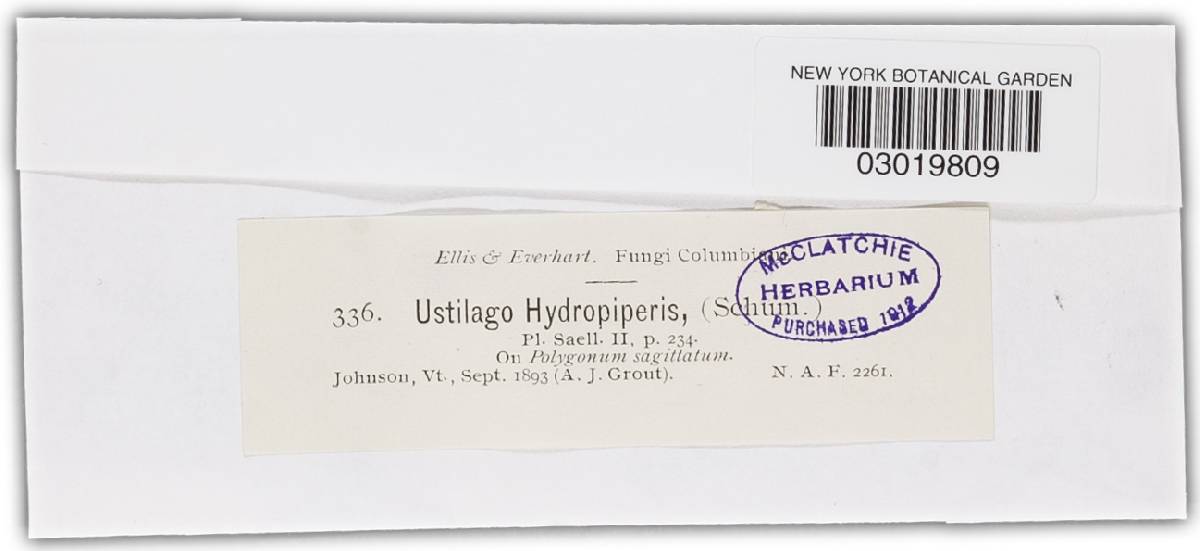 NEW YORK BOTANICAL GARDEN
03019809
Ellis & Everhart. Fungi Columbiani.
McCLATCHIE
HERBARIUM
PURCHASED 1912
336. Ustilago Hydropiperis, (Schum.)
Pl. Saell. II, p. 234.
On Polygonum sagitlatum.
Johnson, Vt., Sept. 1893 (A. J. Grout). N. A. F. 2261.